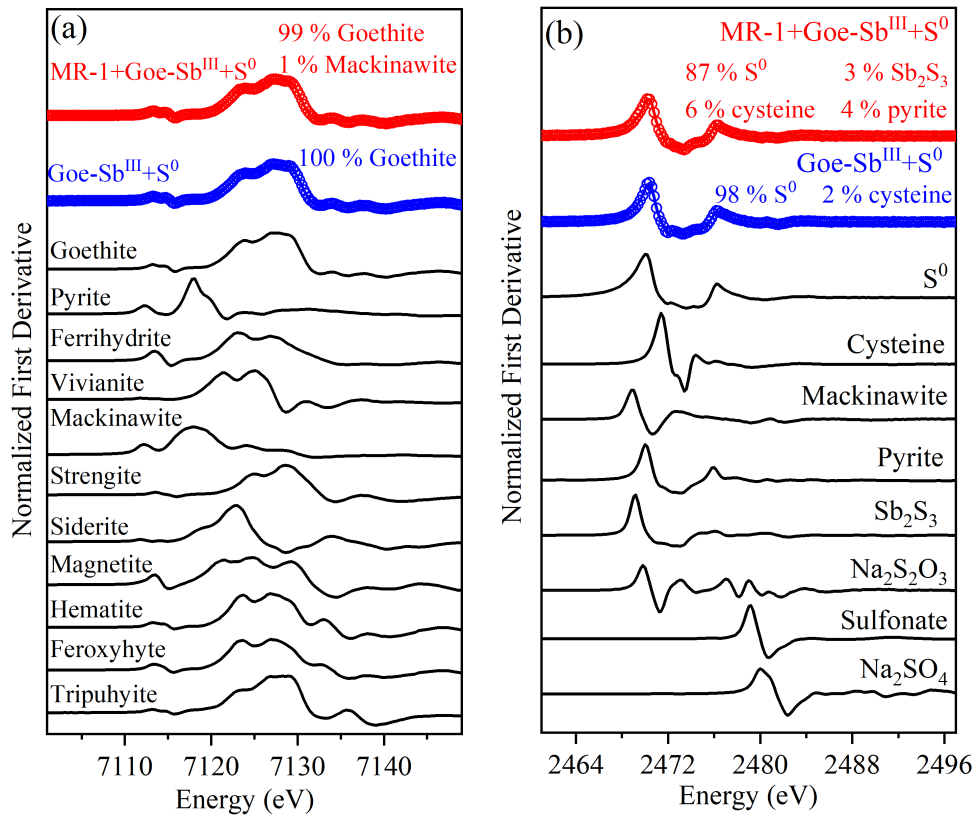 (a)
99 % Goethite
MR-1+Goe-Sb^III+S^0 1 % Mackinawite
Goe-Sb^III+S^0 100 % Goethite
Goethite
Pyrite
Ferrihydrite
Vivianite
Mackinawite
Strengite
Siderite
Magnetite
Hematite
Feroxyhyte
Tripuhyite
7110 7120 7130 7140
Energy (eV)
Normalized First Derivative
(b)
MR-1+Goe-Sb^III+S^0
87 % S^0 3 % Sb₂S₃
6 % cysteine 4 % pyrite
Goe-Sb^III+S^0
98 % S^0 2 % cysteine
S^0
Cysteine
Mackinawite
Pyrite
Sb₂S₃
Na₂S₂O₃
Sulfonate
Na₂SO₄
2464 2472 2480 2488 2496
Energy (eV)
Normalized First Derivative